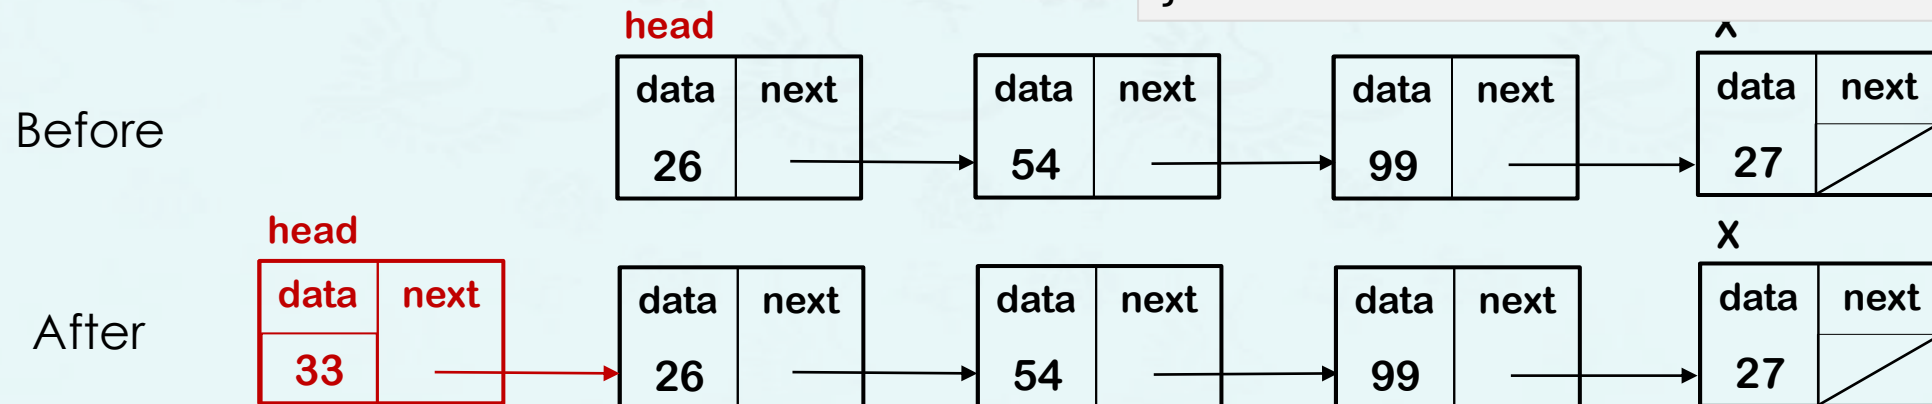 head
X
data next data next data next data next
Before
26 54 99 27
head
X
data next data next data next data next data next
After
33 26 54 99 27